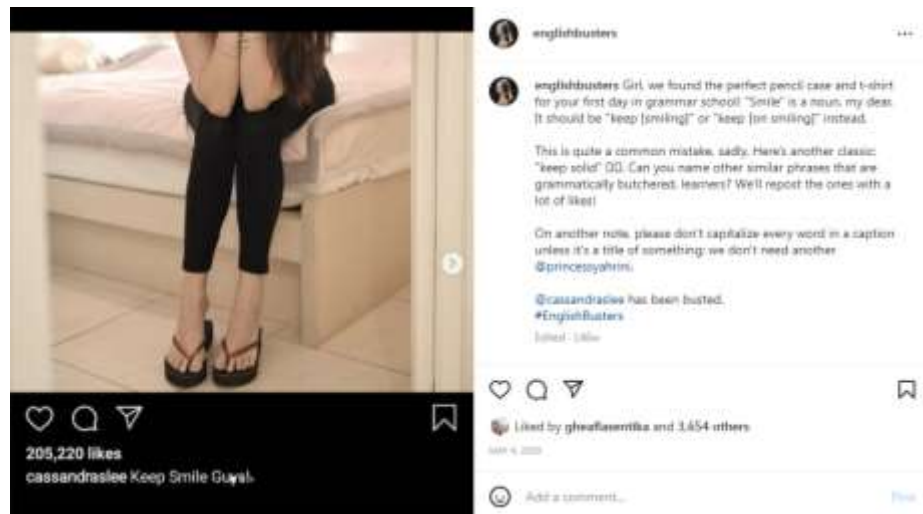 205,220 likes
cassandraslee Keep Smile Guys!
englishbusters
englishbusters Girl, we found the perfect pencil case and t-shirt
for your first day in grammar school! "Smile" is a noun, my dear.
It should be "keep [smiling]" or "keep [on smiling]" instead.
This is quite a common mistake, sadly. Here's another classic:
"keep solid" Can you name other similar phrases that are
grammatically butchered, learners? We'll repost the ones with a
lot of likes!
On another note, please don't capitalize every word in a caption
unless it's a title of something; we don't need another
@princessyahrini.
@cassandraslee has been busted.
#EnglishBusters
Edited
Liked by gheaflasentika and 3,654 others
Add a comment...
Post